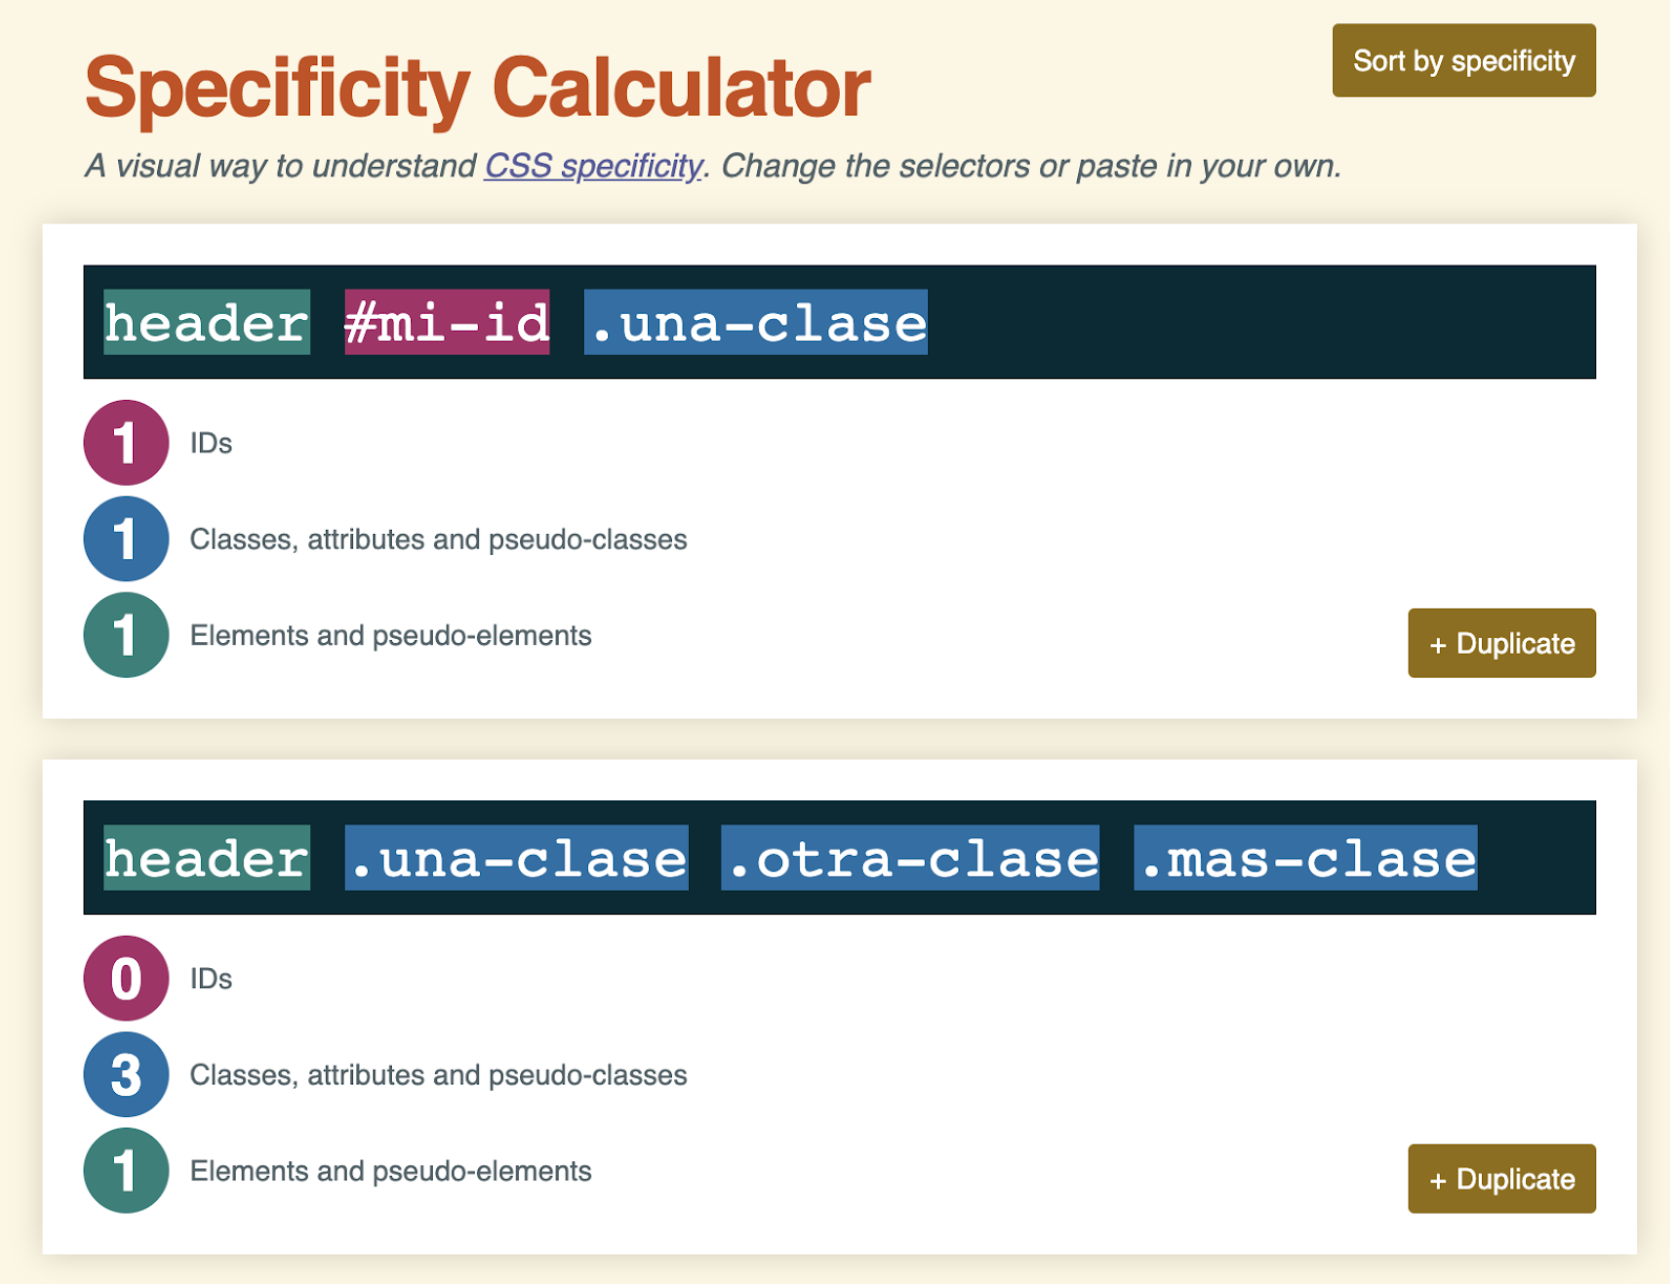 Sort by specificity
Specificity Calculator
A visual way to understand CSS specificity. Change the selectors or paste in your own.
header #mi-id .una-clase
1 IDs
1 Classes, attributes and pseudo-classes
1 Elements and pseudo-elements
+ Duplicate
header .una-clase .otra-clase .mas-clase
0 IDs
3 Classes, attributes and pseudo-classes
1 Elements and pseudo-elements
+ Duplicate